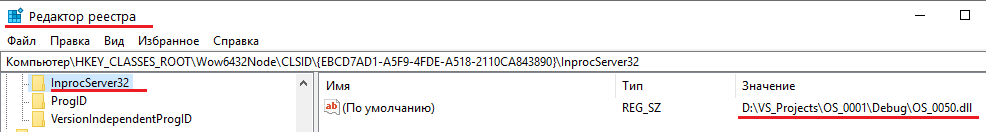 Редактор реестра
Файл Правка Вид Избранное Справка
Компьютер\HKEY_CLASSES_ROOT\Wow6432Node\CLSID\{EBCD7AD1-A5F9-4FDE-A518-2110CA843890}\InprocServer32
InprocServer32
ProgID
VersionIndependentProgID
Имя Тип Значение
ab (По умолчанию) REG_SZ D:\VS_Projects\OS_0001\Debug\OS_0050.dll